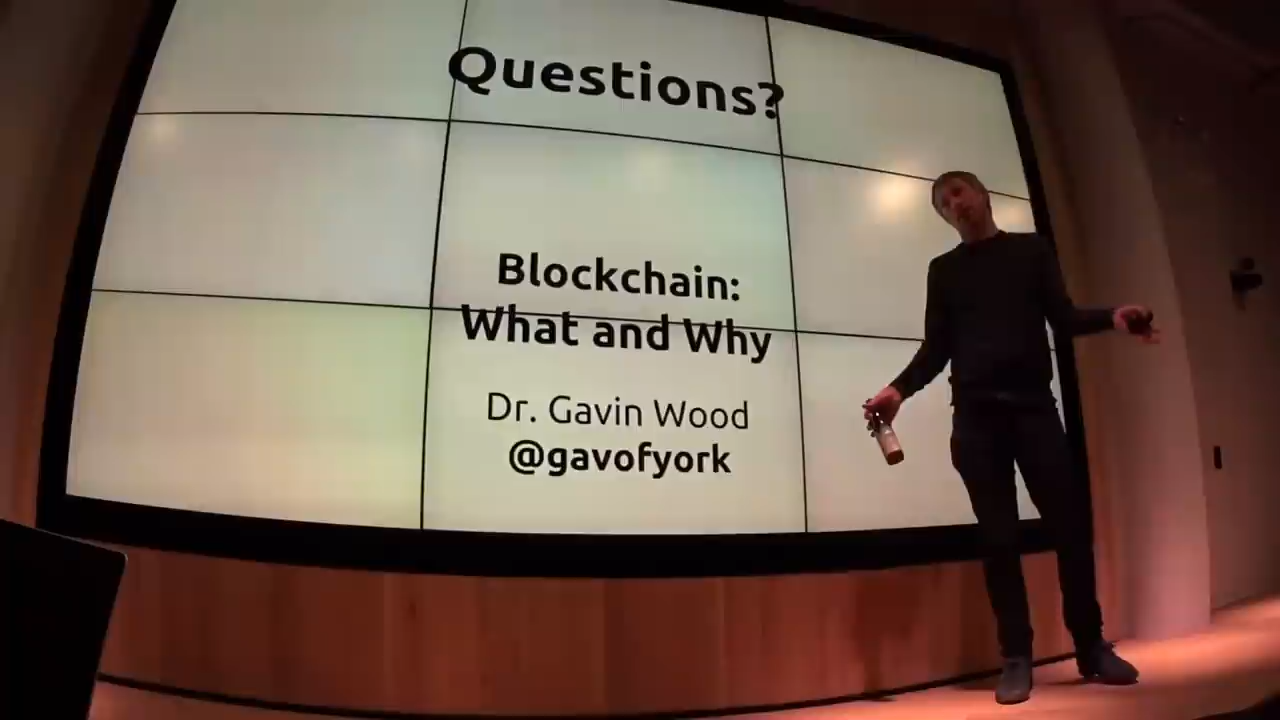 Questions?
Blockchain:
What and Why
Dr. Gavin Wood
@gavofyork